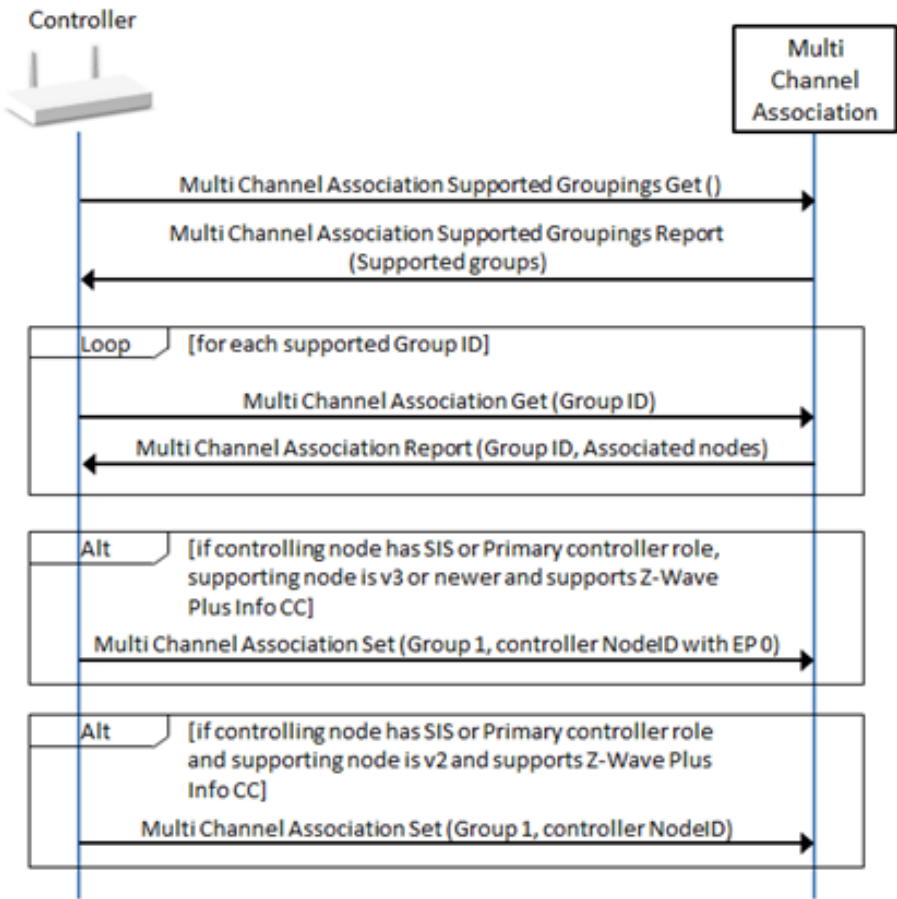 Controller
Multi
Channel
Association
Multi Channel Association Supported Groupings Get ()
Multi Channel Association Supported Groupings Report
(Supported groups)
Loop [for each supported Group ID]
Multi Channel Association Get (Group ID)
Multi Channel Association Report (Group ID, Associated nodes)
Alt [if controlling node has SIS or Primary controller role,
supporting node is v3 or newer and supports Z-Wave
Plus Info CC]
Multi Channel Association Set (Group 1, controller NodeID with EP 0)
Alt [if controlling node has SIS or Primary controller role
and supporting node is v2 and supports Z-Wave Plus
Info CC]
Multi Channel Association Set (Group 1, controller NodeID)